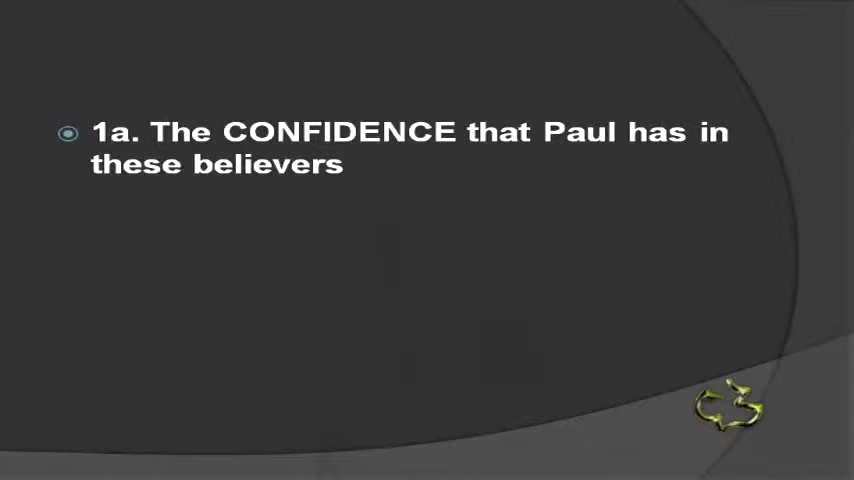 1a. The CONFIDENCE that Paul has in
these believers